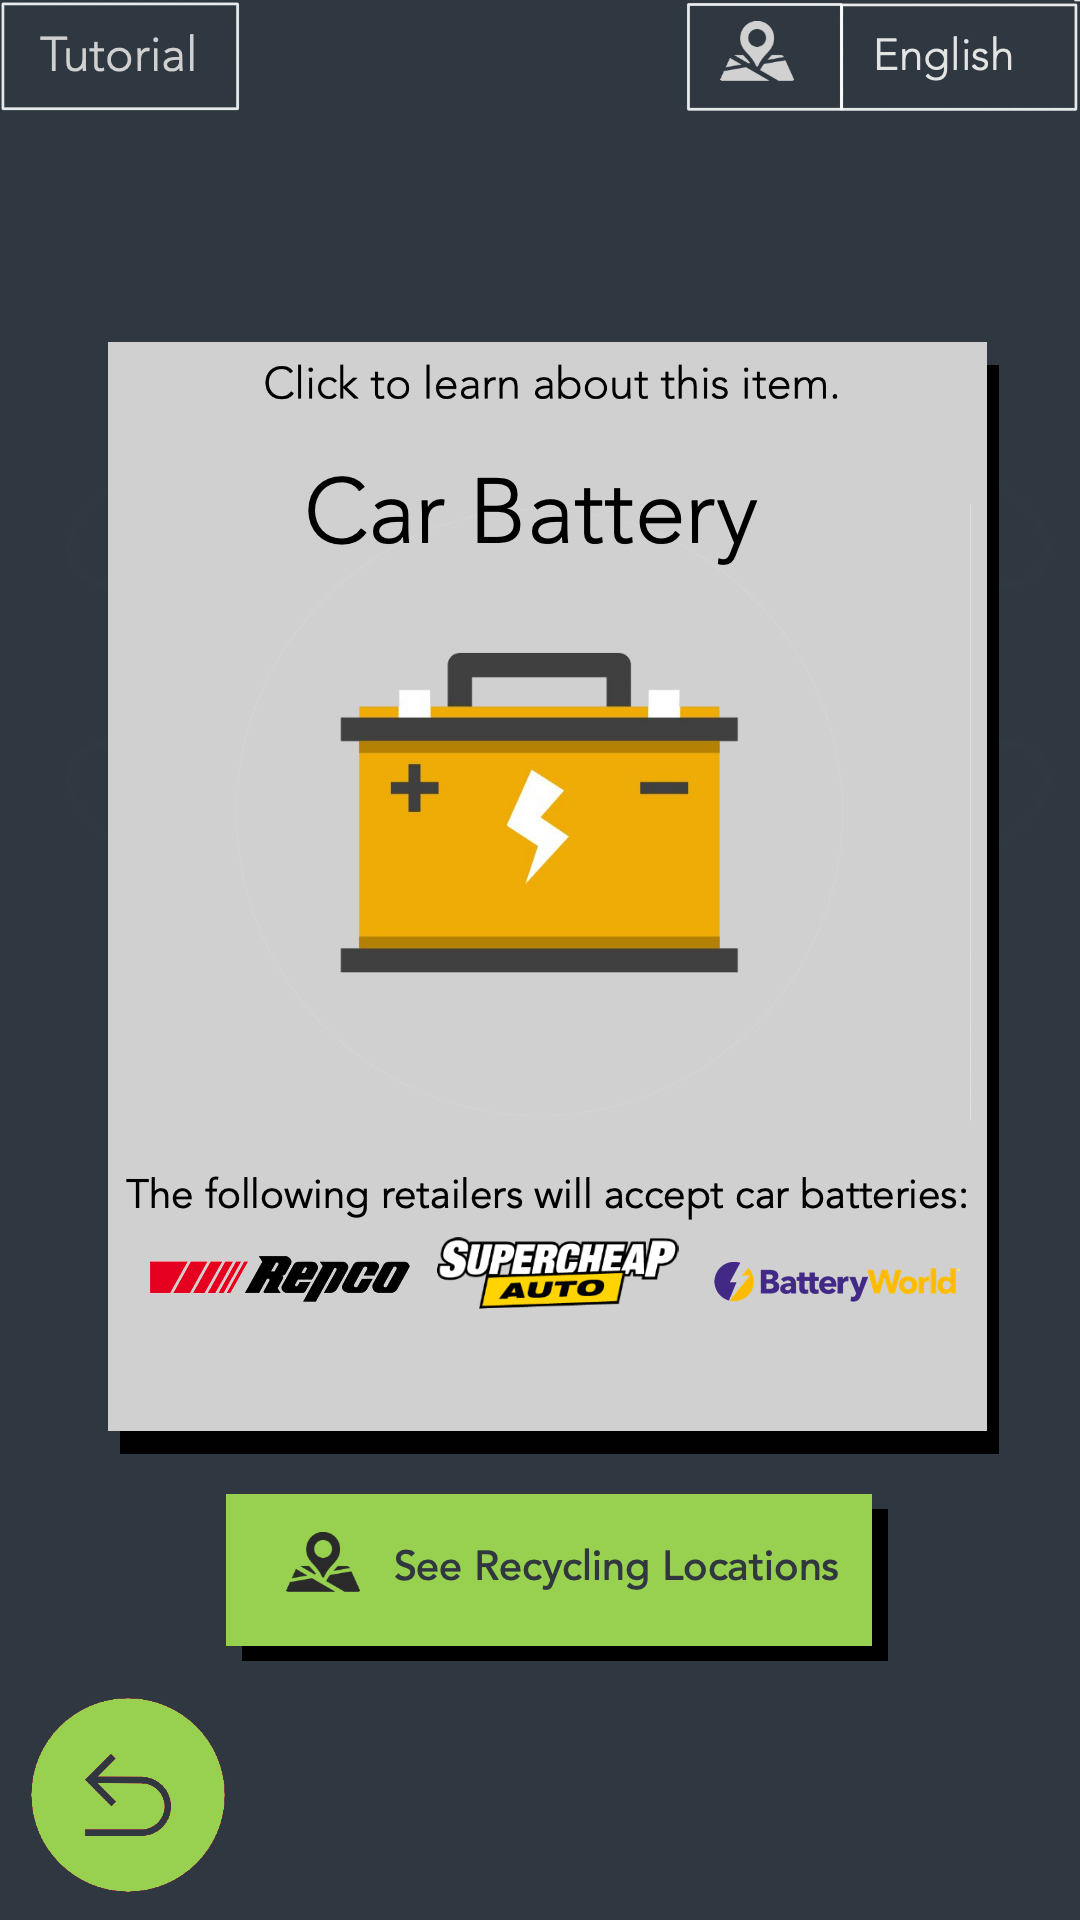 Tutorial
English
Click to learn about this item.
Car Battery
+ −
The following retailers will accept car batteries:
Repco
SUPERCHEAP
AUTO
BatteryWorld
See Recycling Locations